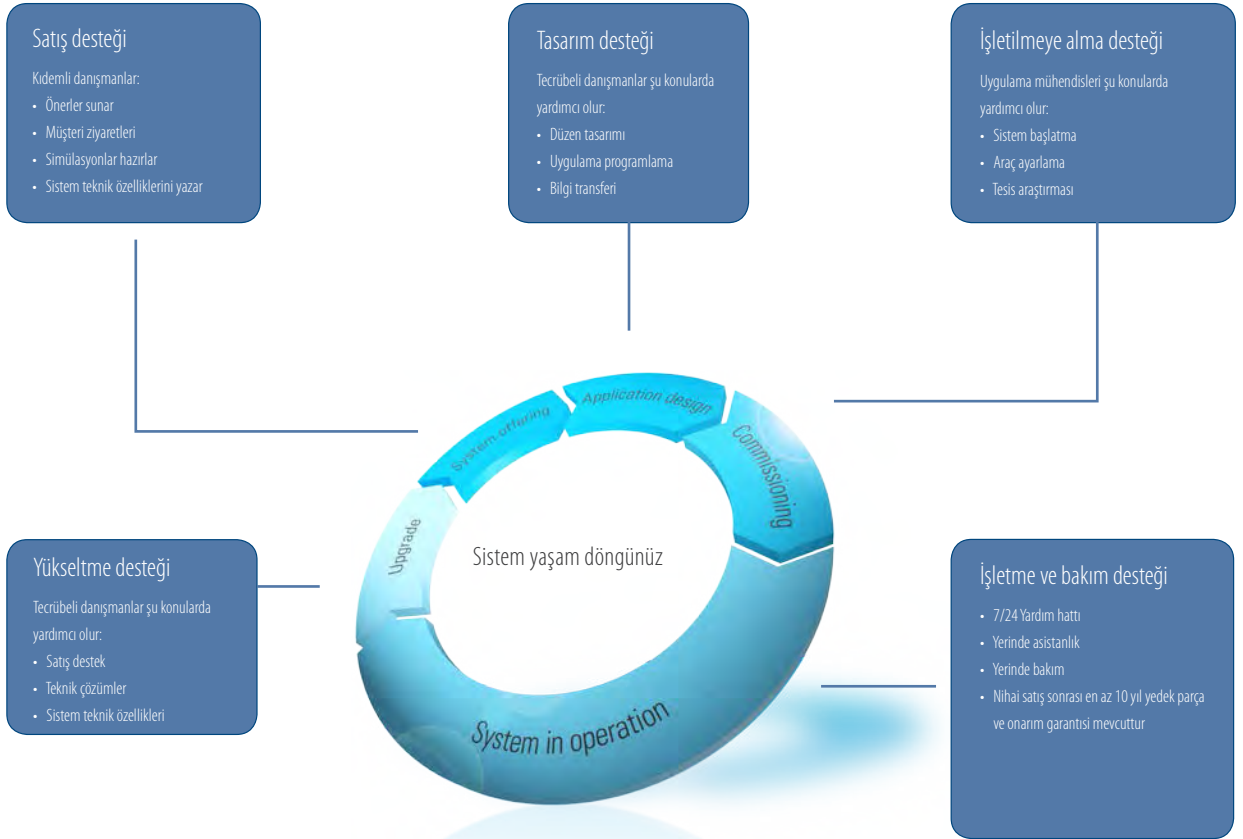 Satış desteği
Kıdemli danışmanlar:
• Önerler sunar
• Müşteri ziyaretleri
• Simülasyonlar hazırlar
• Sistem teknik özelliklerini yazar
Tasarım desteği
Tecrübeli danışmanlar şu konularda
yardımcı olur:
• Düzen tasarımı
• Uygulama programlama
• Bilgi transferi
İşletilmeye alma desteği
Uygulama mühendisleri şu konularda
yardımcı olur:
• Sistem başlatma
• Araç ayarlama
• Tesis araştırması
System offering
Application design
Commissioning
Upgrade
Sistem yaşam döngünüz
System in operation
Yükseltme desteği
Tecrübeli danışmanlar şu konularda
yardımcı olur:
• Satış destek
• Teknik çözümler
• Sistem teknik özellikleri
İşletme ve bakım desteği
• 7/24 Yardım hattı
• Yerinde asistanlık
• Yerinde bakım
• Nihai satış sonrası en az 10 yıl yedek parça
ve onarım garantisi mevcuttur